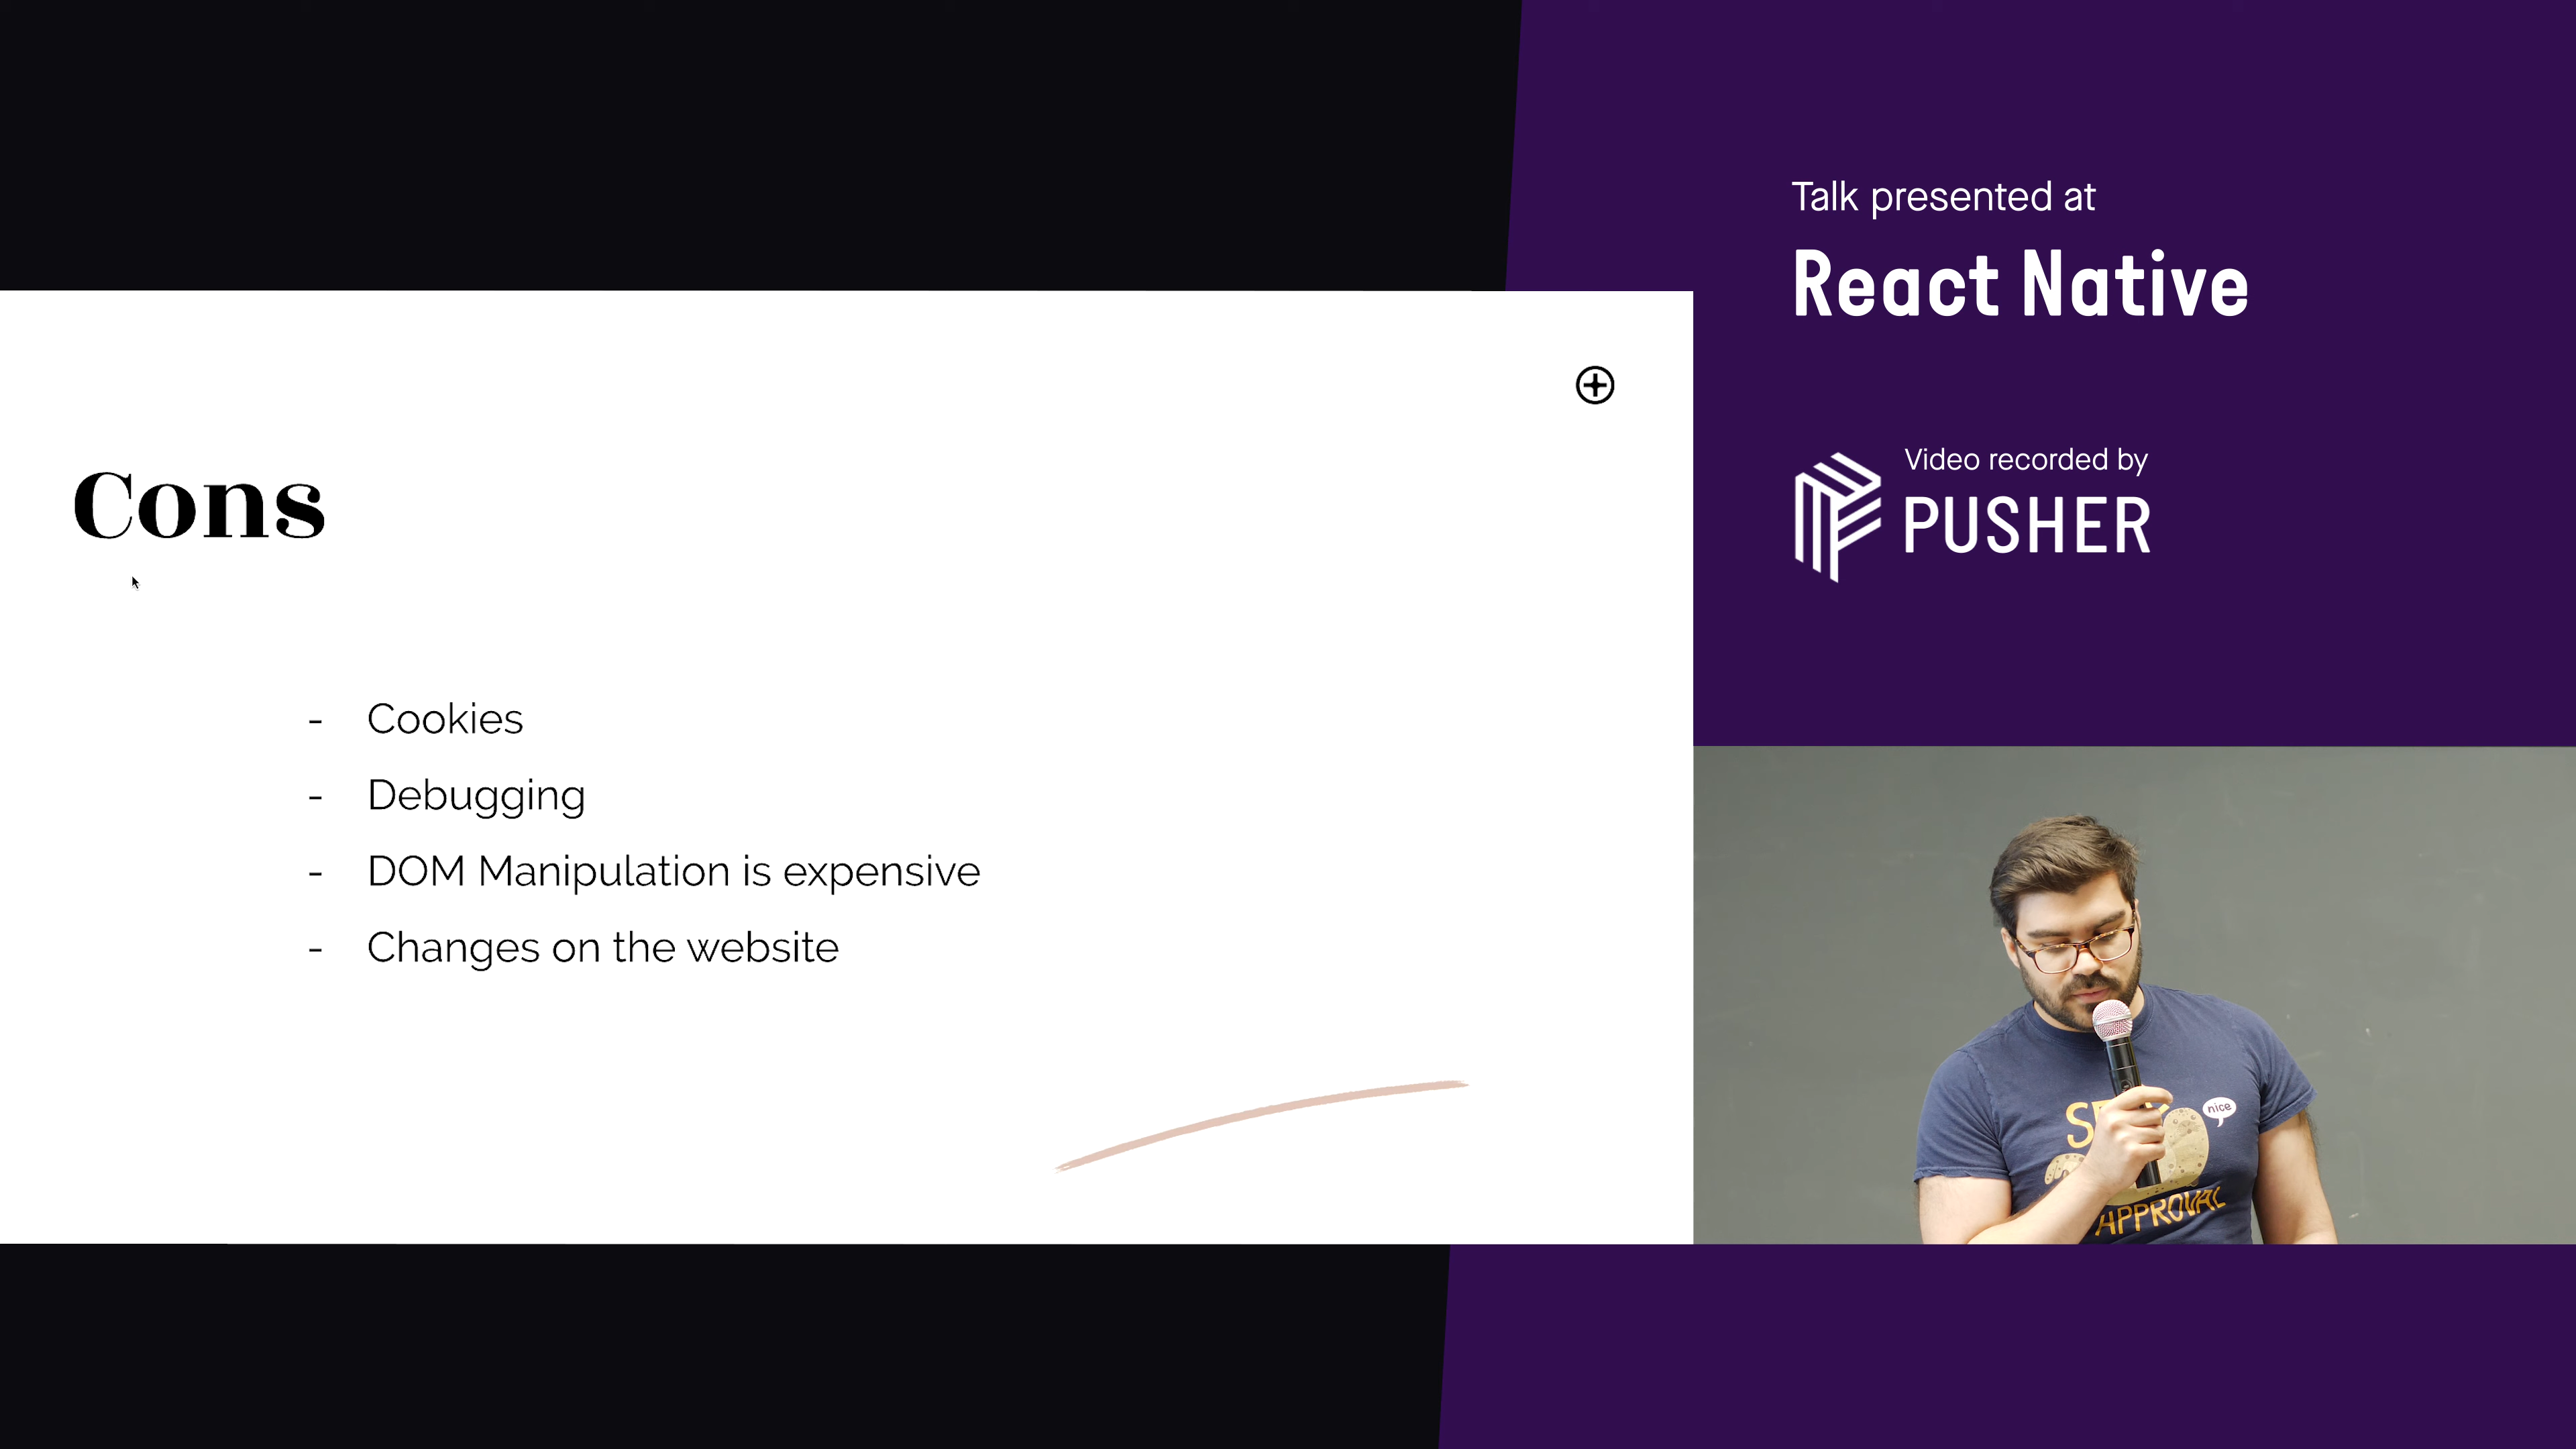 Talk presented at
React Native
Video recorded by
PUSHER
Cons
- Cookies
- Debugging
- DOM Manipulation is expensive
- Changes on the website
nice
APPROVAL